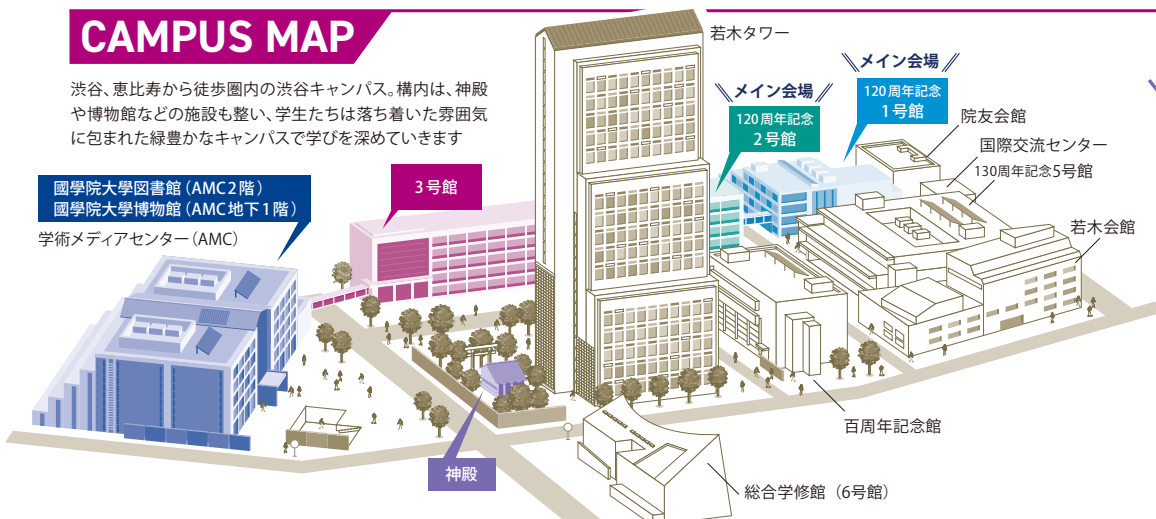 CAMPUS MAP
渋谷、恵比寿から徒歩圏内の渋谷キャンパス。構内は、神殿
や博物館などの施設も整い、学生たちは落ち着いた雰囲気
に包まれた緑豊かなキャンパスで学びを深めていきます
若木タワー
メイン会場
120周年記念
1号館
メイン会場
120周年記念
2号館
院友会館
国際交流センター
130周年記念5号館
若木会館
3号館
國學院大學図書館(AMC2階)
國學院大學博物館(AMC地下1階)
学術メディアセンター(AMC)
百周年記念館
神殿
総合学修館(6号館)